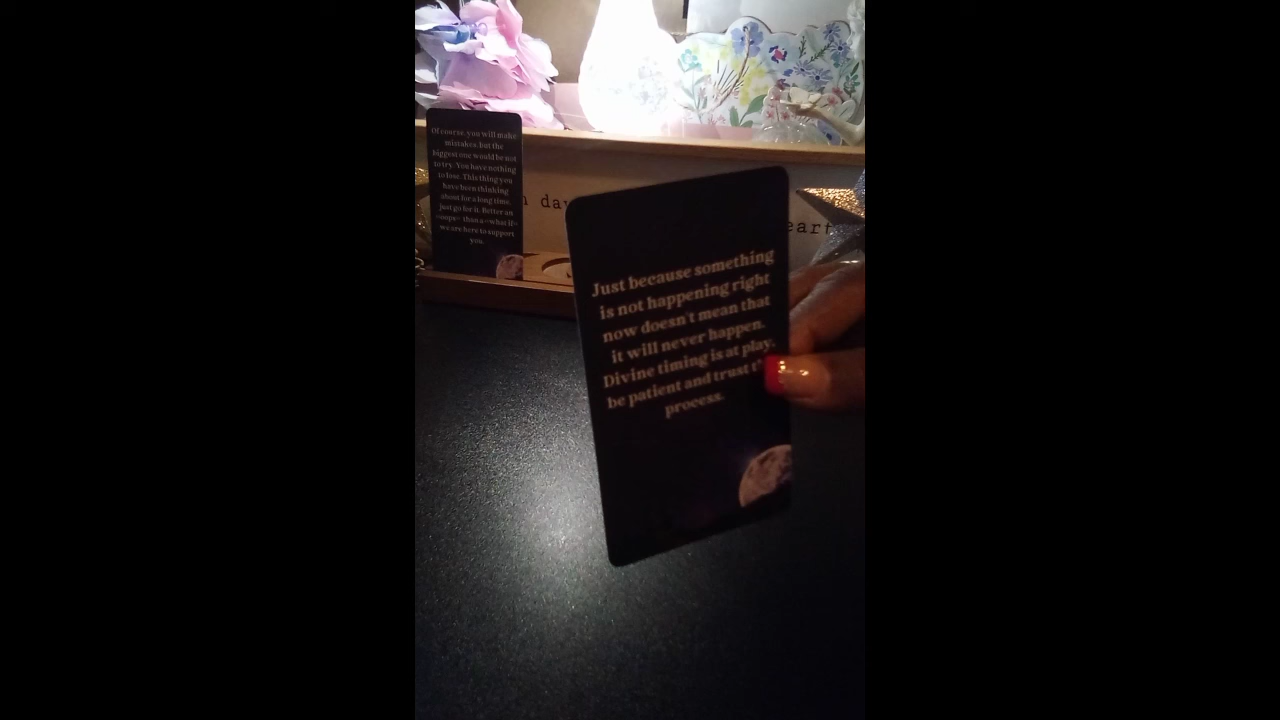 Of course, you will make
mistakes, but the
biggest one would be not
to try. You have nothing
to lose. This thing you
have been thinking
about for a long time,
just go for it. Better an
«oops» than a «what if»
we are here to support
you.
day
eart
Just because something
is not happening right
now doesn't mean that
it will never happen.
Divine timing is at play,
be patient and trust
process.